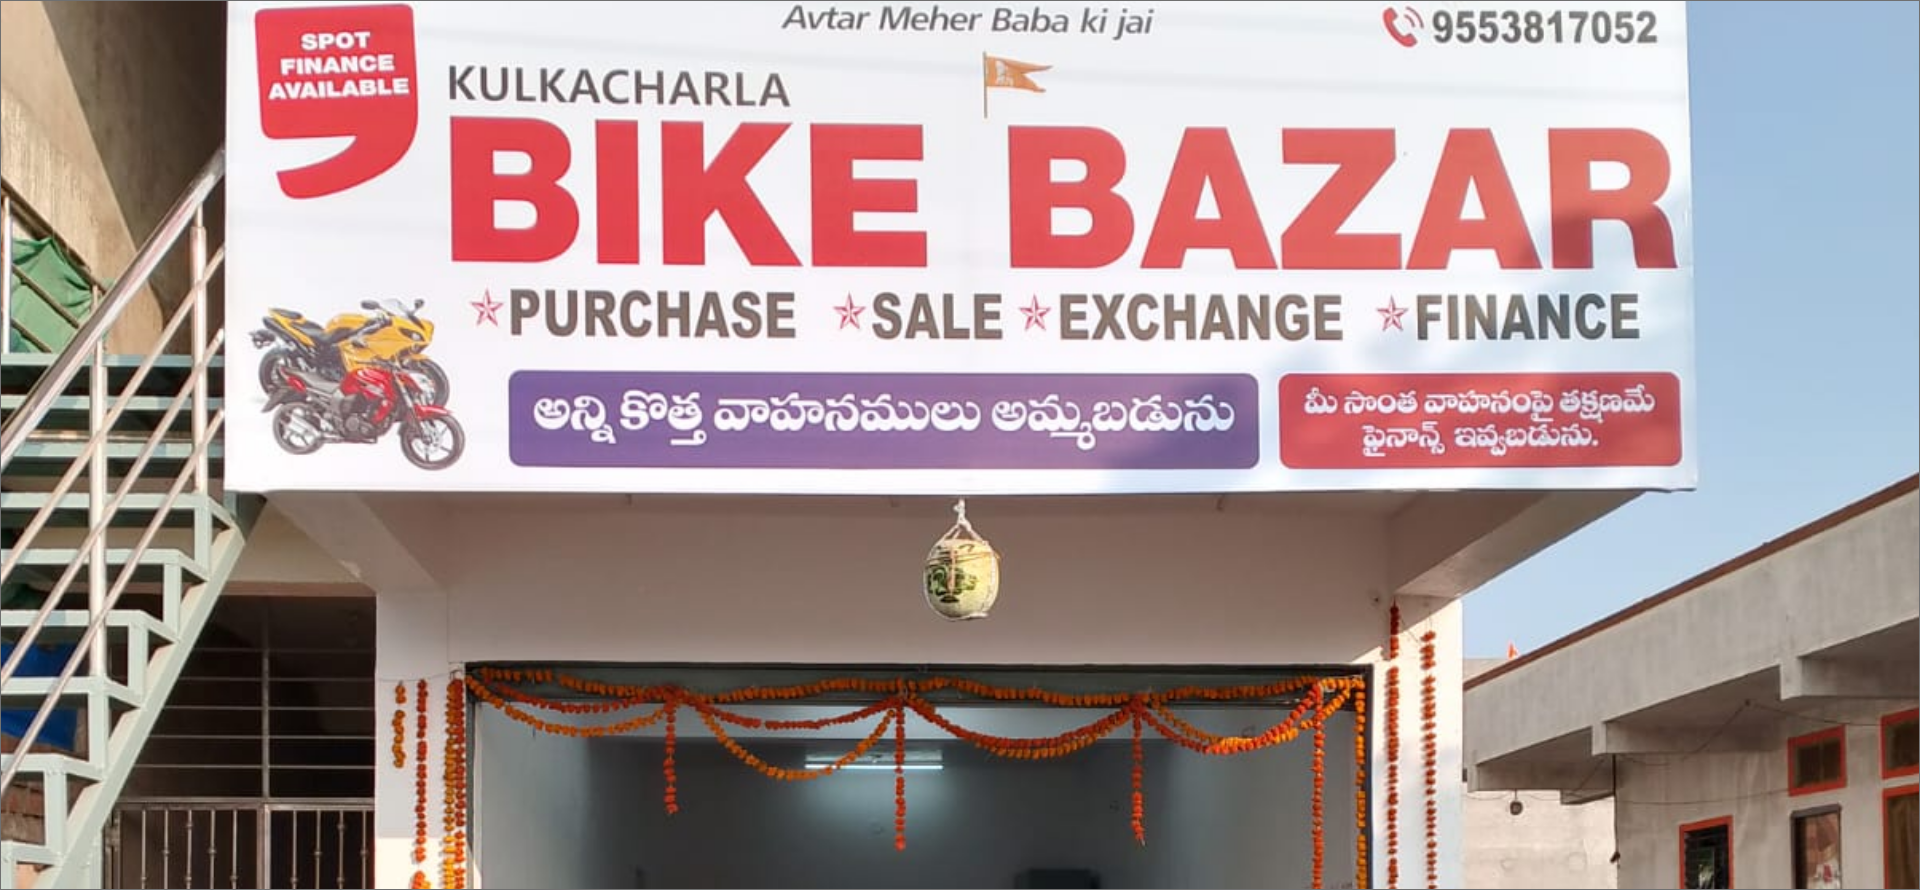 Avtar Meher Baba ki jai
9553817052
SPOT
FINANCE
AVAILABLE
KULKACHARLA
BIKE BAZAR
PURCHASE SALE EXCHANGE FINANCE
అన్ని కొత్త వాహనములు అమ్మబడును
మీ సొంత వాహనంపై తక్షణమే
ఫైనాన్స్ ఇవ్వబడును.